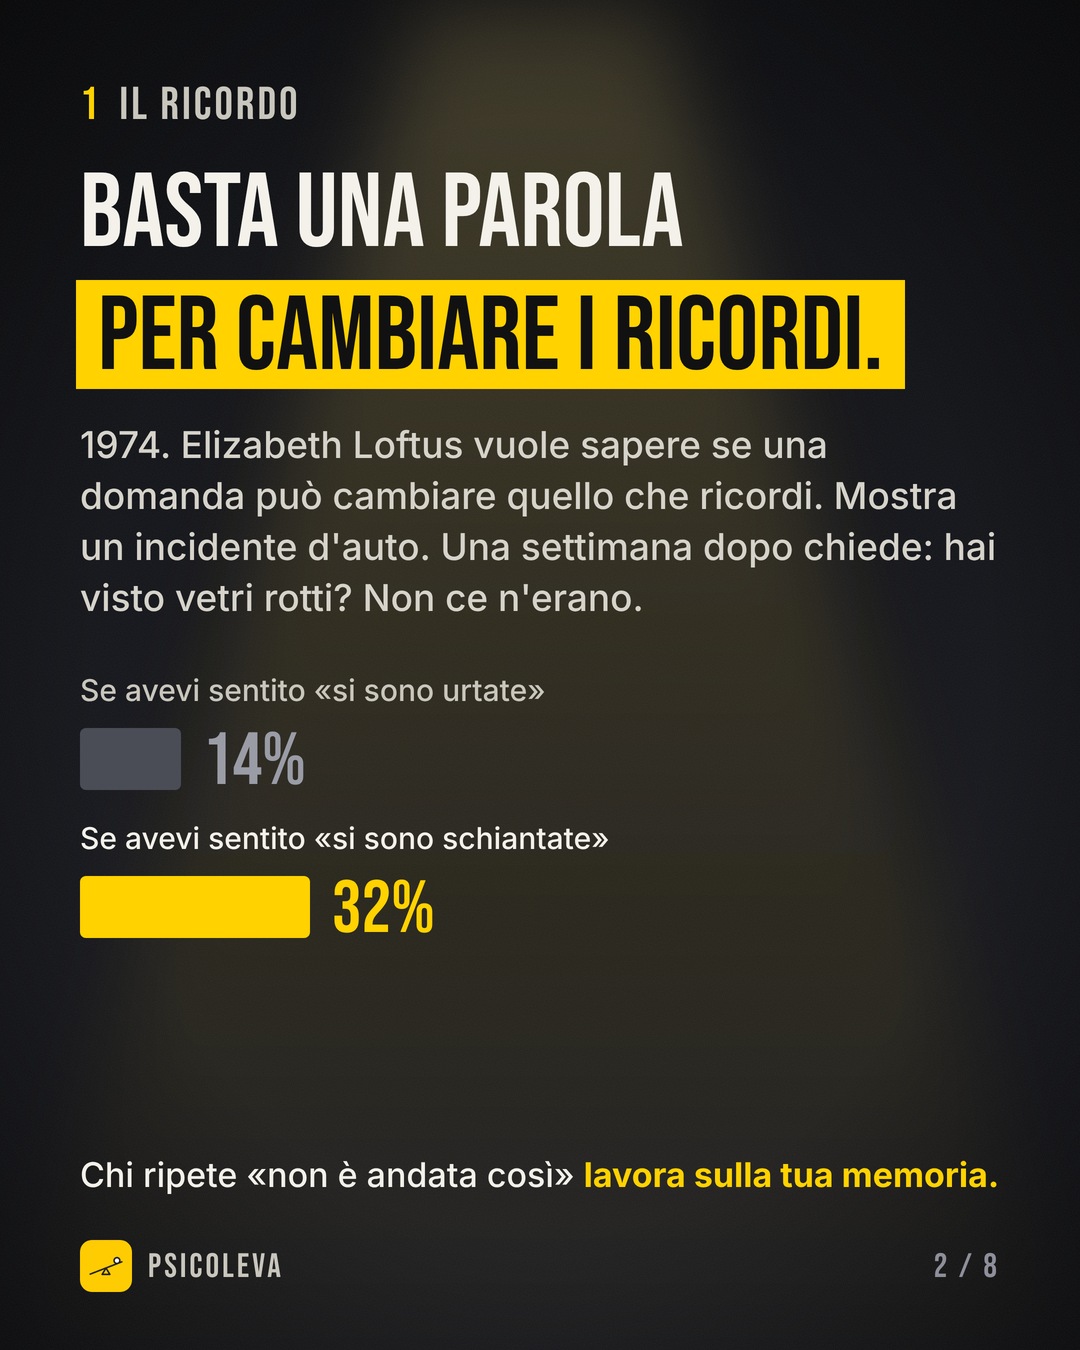 1 IL RICORDO
BASTA UNA PAROLA
PER CAMBIARE I RICORDI.
1974. Elizabeth Loftus vuole sapere se una
domanda può cambiare quello che ricordi. Mostra
un incidente d'auto. Una settimana dopo chiede: hai
visto vetri rotti? Non ce n'erano.
Se avevi sentito «si sono urtate»
14%
Se avevi sentito «si sono schiantate»
32%
Chi ripete «non è andata così» lavora sulla tua memoria.
PSICOLEVA
2 / 8